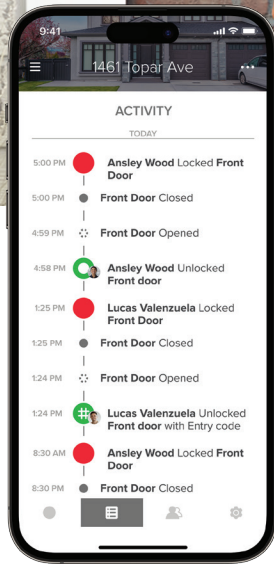 9:41
1461 Topar Ave
ACTIVITY
TODAY
5:00 PM Ansley Wood Locked Front
Door
5:00 PM Front Door Closed
4:59 PM Front Door Opened
4:58 PM Ansley Wood Unlocked
Front door
1:25 PM Lucas Valenzuela Locked
Front Door
1:25 PM Front Door Closed
1:24 PM Front Door Opened
1:24 PM # Lucas Valenzuela Unlocked
Front door with Entry code
8:30 AM Ansley Wood Locked Front
Door
8:30 PM Front Door Closed